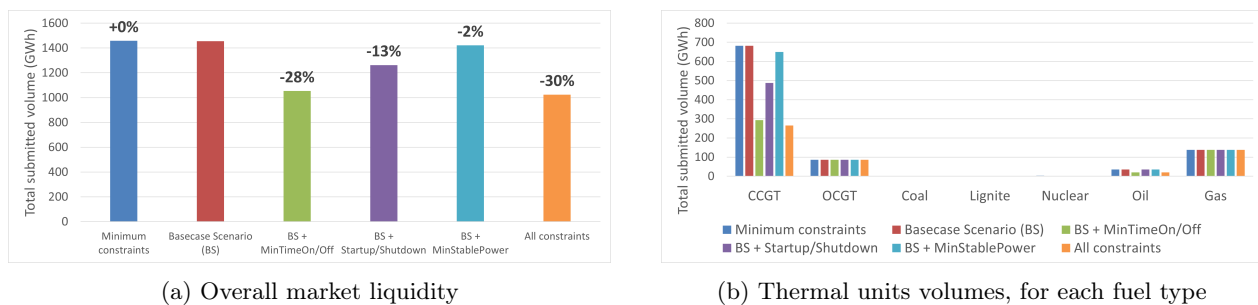 Total submitted volume (GWh)
1600
1400
1200
1000
800
600
400
200
0
+0%
-28%
-13%
-2%
-30%
Minimum
constraints
Basecase Scenario
(BS)
BS +
MinTimeOn/Off
BS +
Startup/Shutdown
BS +
MinStablePower
All constraints
(a) Overall market liquidity
Total submitted volume (GWh)
800
700
600
500
400
300
200
100
0
CCGT
OCGT
Coal
Lignite
Nuclear
Oil
Gas
Minimum constraints
Basecase Scenario (BS)
BS + MinTimeOn/Off
BS + Startup/Shutdown
BS + MinStablePower
All constraints
(b) Thermal units volumes, for each fuel type